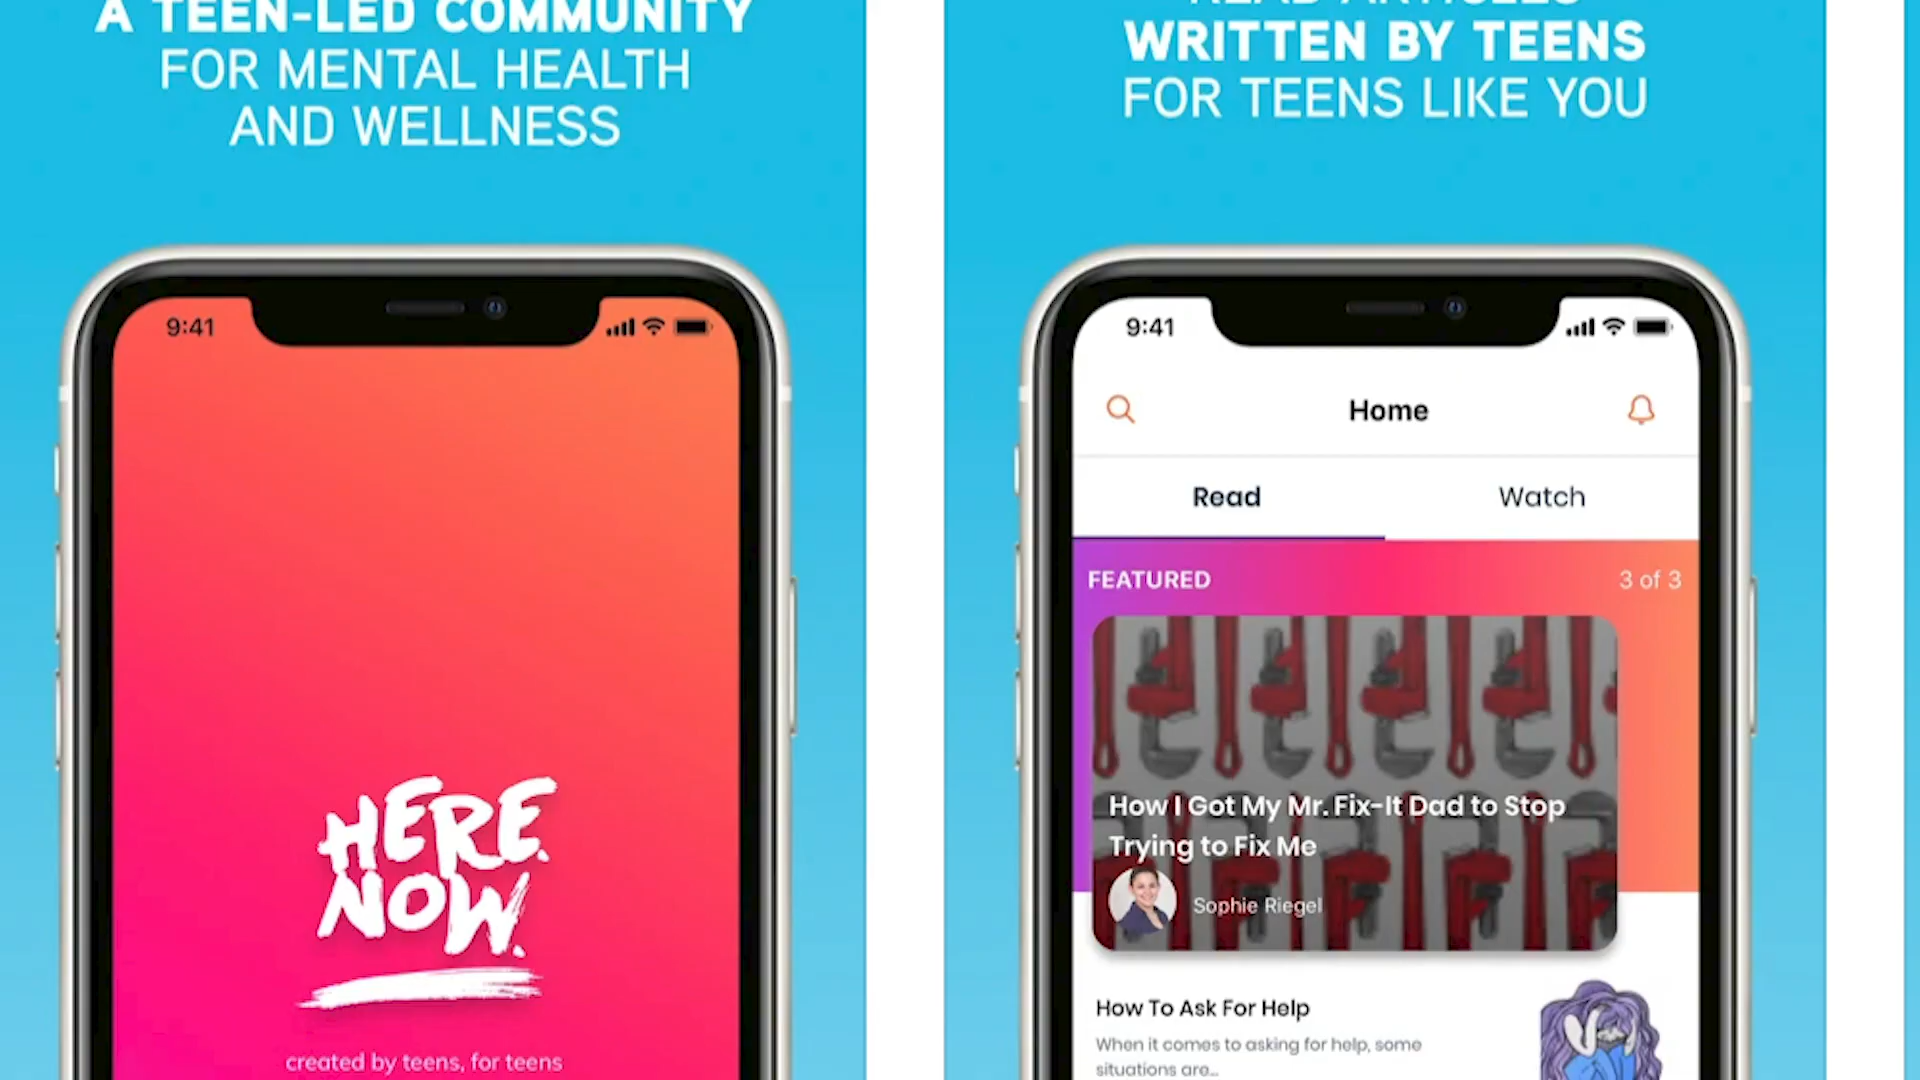 A TEEN-LED COMMUNITY
FOR MENTAL HEALTH
AND WELLNESS
9:41
HERE.
NOW.
created by teens, for teens
READ ARTICLES
WRITTEN BY TEENS
FOR TEENS LIKE YOU
9:41
Home
Read
Watch
FEATURED
3 of 3
How I Got My Mr. Fix-It Dad to Stop
Trying to Fix Me
Sophie Riegel
How To Ask For Help
When it comes to asking for help, some
situations are...